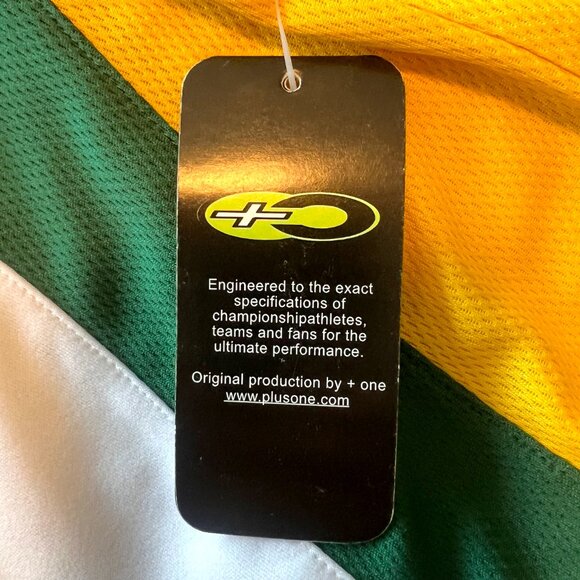 Engineered to the exact
specifications of
championshipathletes,
teams and fans for the
ultimate performance.
Original production by + one
www.plusone.com